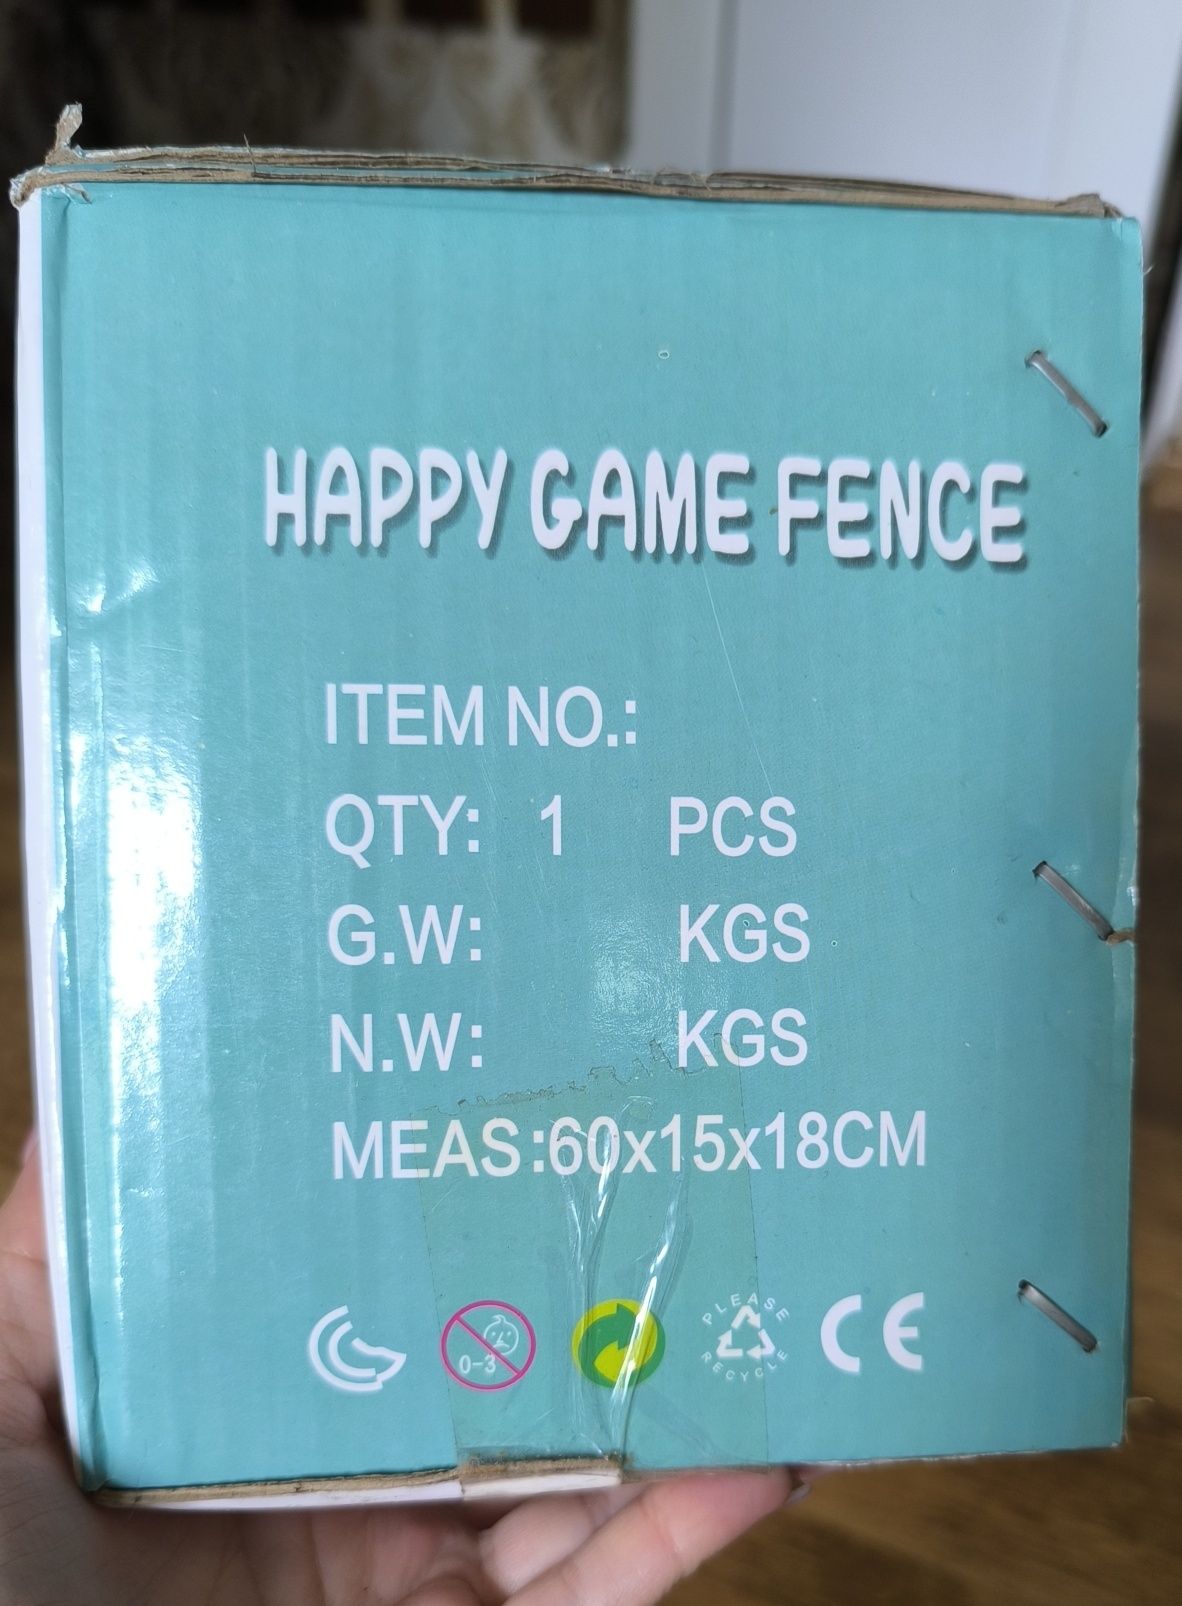 HAPPY GAME FENCE
ITEM NO.:
QTY: 1 PCS
G.W: KGS
N.W: KGS
MEAS:60x15x18CM
0-3
PLEASE
RECYCLE
CE